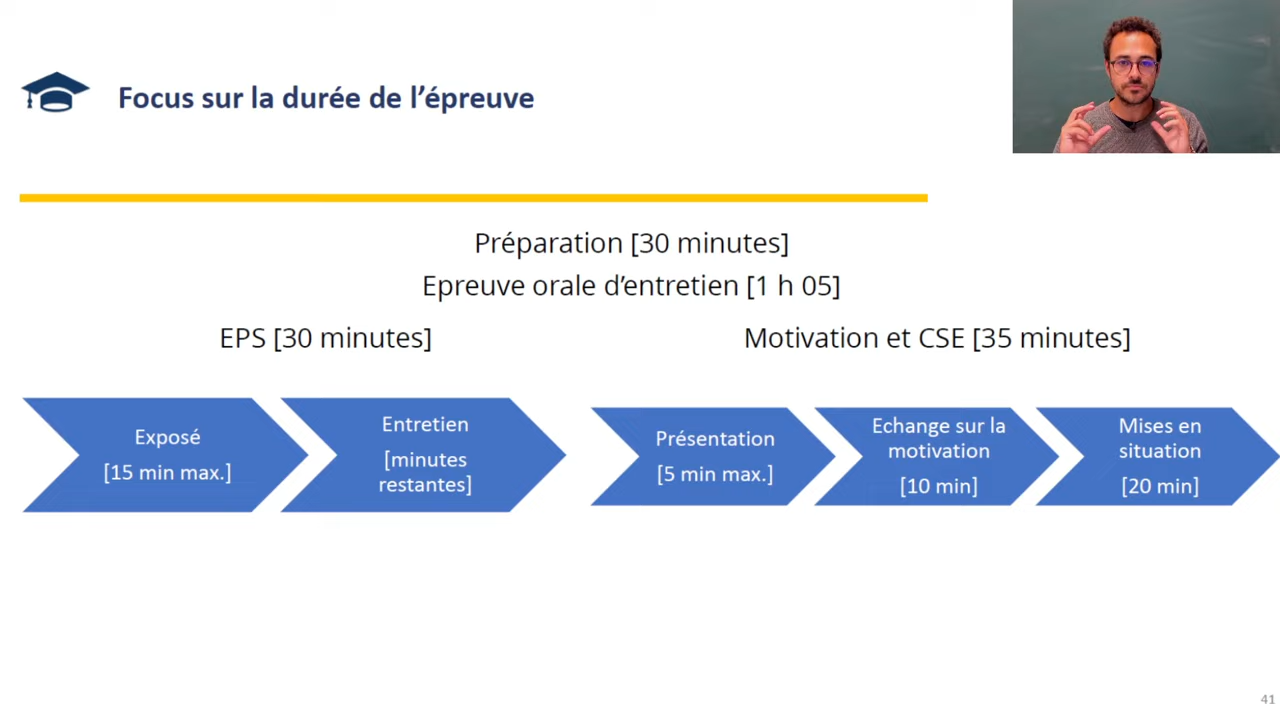 Focus sur la durée de l’épreuve
Préparation [30 minutes]
Epreuve orale d’entretien [1 h 05]
EPS [30 minutes]
Motivation et CSE [35 minutes]
Exposé
[15 min max.]
Entretien
[minutes
restantes]
Présentation
[5 min max.]
Echange sur la
motivation
[10 min]
Mises en
situation
[20 min]
41